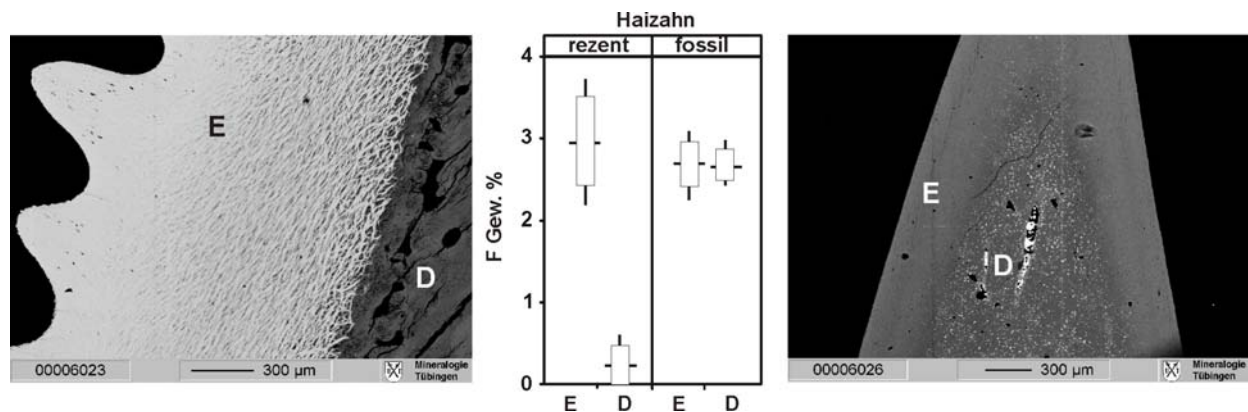 E
D
00006023
300 µm
Mineralogie
Tübingen
Haizahn
rezent fossil
F Gew. %
4
3
2
1
0
E D E D
E
D
00006026
300 µm
Mineralogie
Tübingen